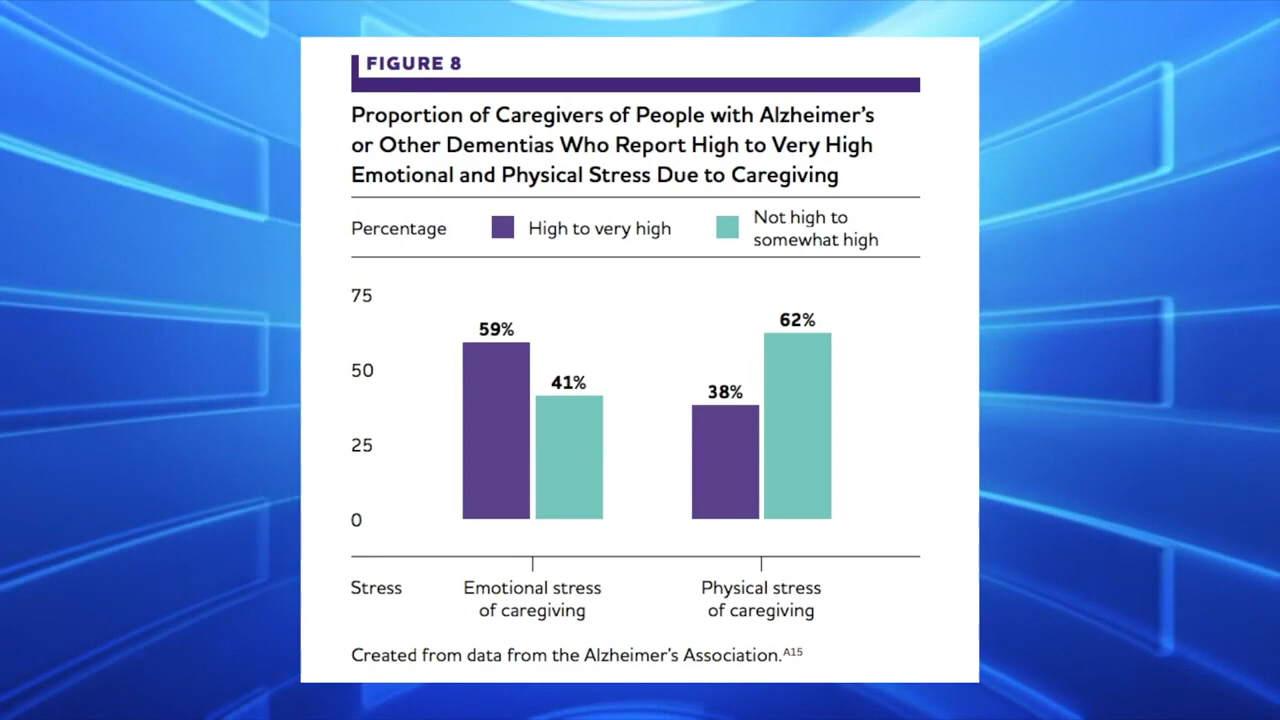 FIGURE 8
Proportion of Caregivers of People with Alzheimer's
or Other Dementias Who Report High to Very High
Emotional and Physical Stress Due to Caregiving
Percentage
High to very high
Not high to
somewhat high
75
50
25
0
59%
41%
38%
62%
Stress
Emotional stress
of caregiving
Physical stress
of caregiving
Created from data from the Alzheimer's Association.A15